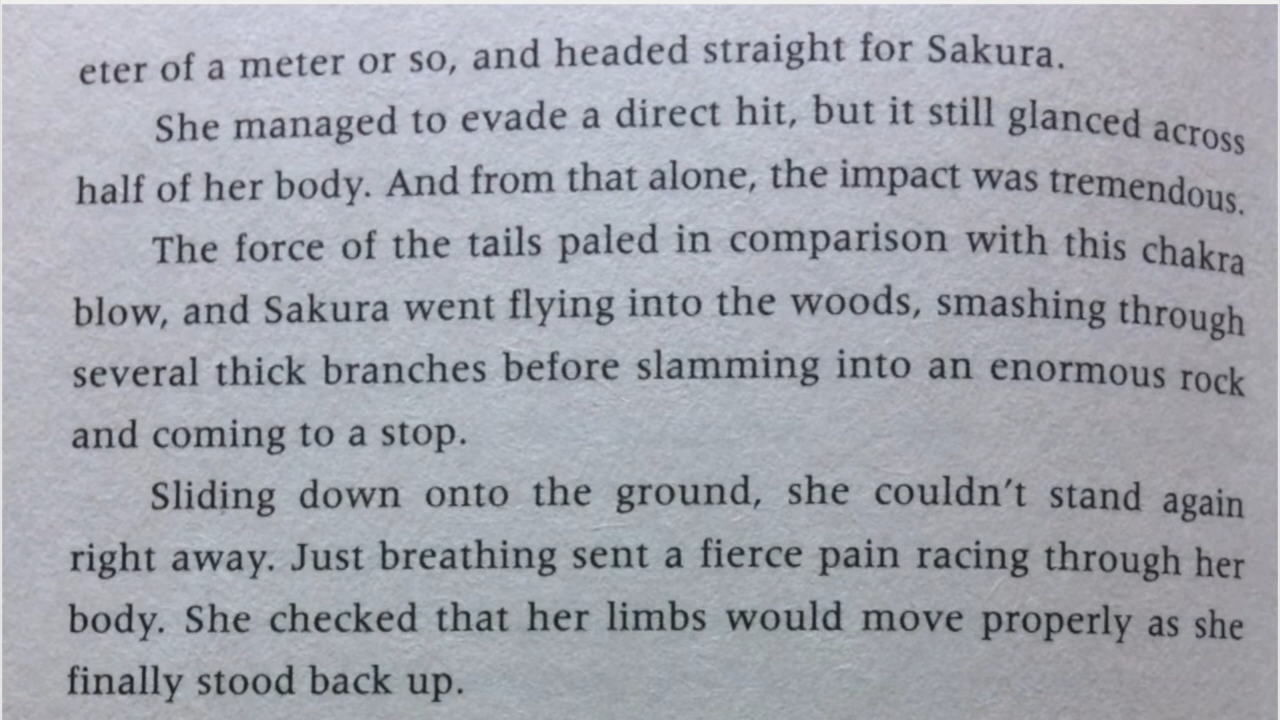 eter of a meter or so, and headed straight for Sakura.
She managed to evade a direct hit, but it still glanced across
half of her body. And from that alone, the impact was tremendous.
The force of the tails paled in comparison with this chakra
blow, and Sakura went flying into the woods, smashing through
several thick branches before slamming into an enormous rock
and coming to a stop.
Sliding down onto the ground, she couldn't stand again
right away. Just breathing sent a fierce pain racing through her
body. She checked that her limbs would move properly as she
finally stood back up.